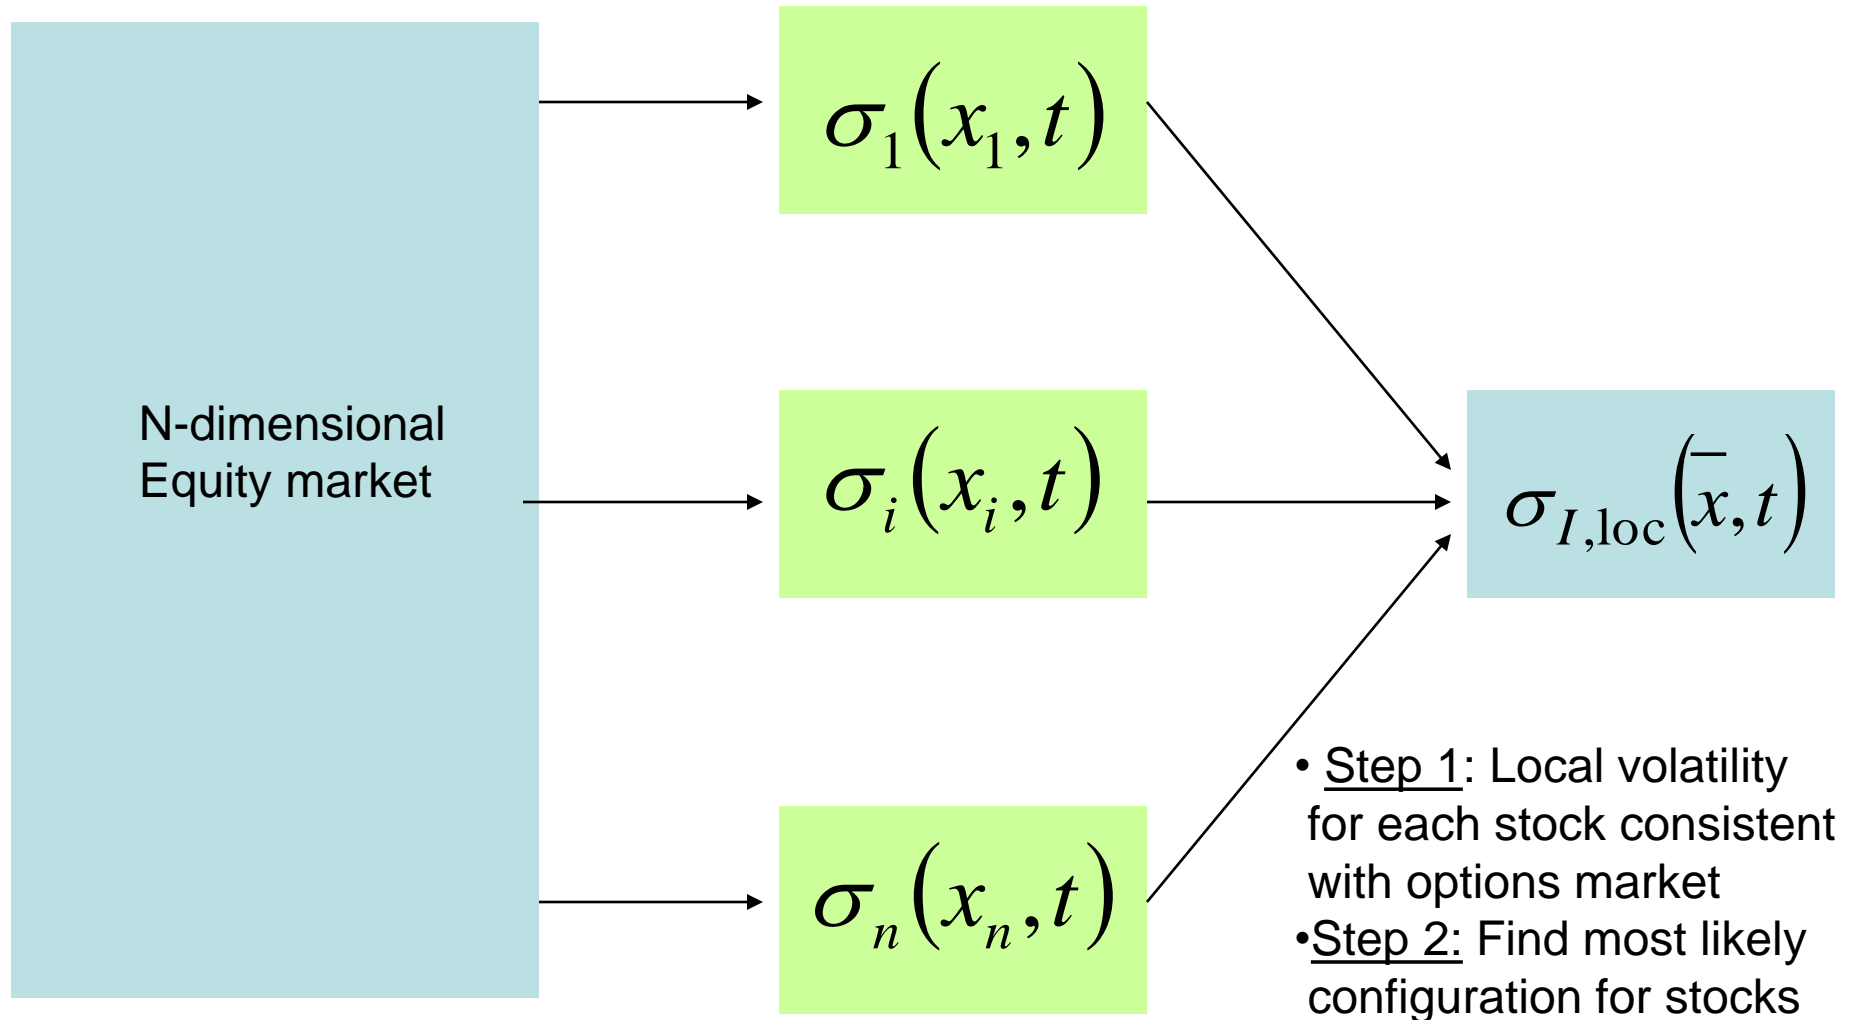 σ₁(x₁,t)
N-dimensional
Equity market
σᵢ(xᵢ,t)
σ_{I,loc}(x̅,t)
σₙ(xₙ,t)
• Step 1: Local volatility
for each stock consistent
with options market
•Step 2: Find most likely
configuration for stocks